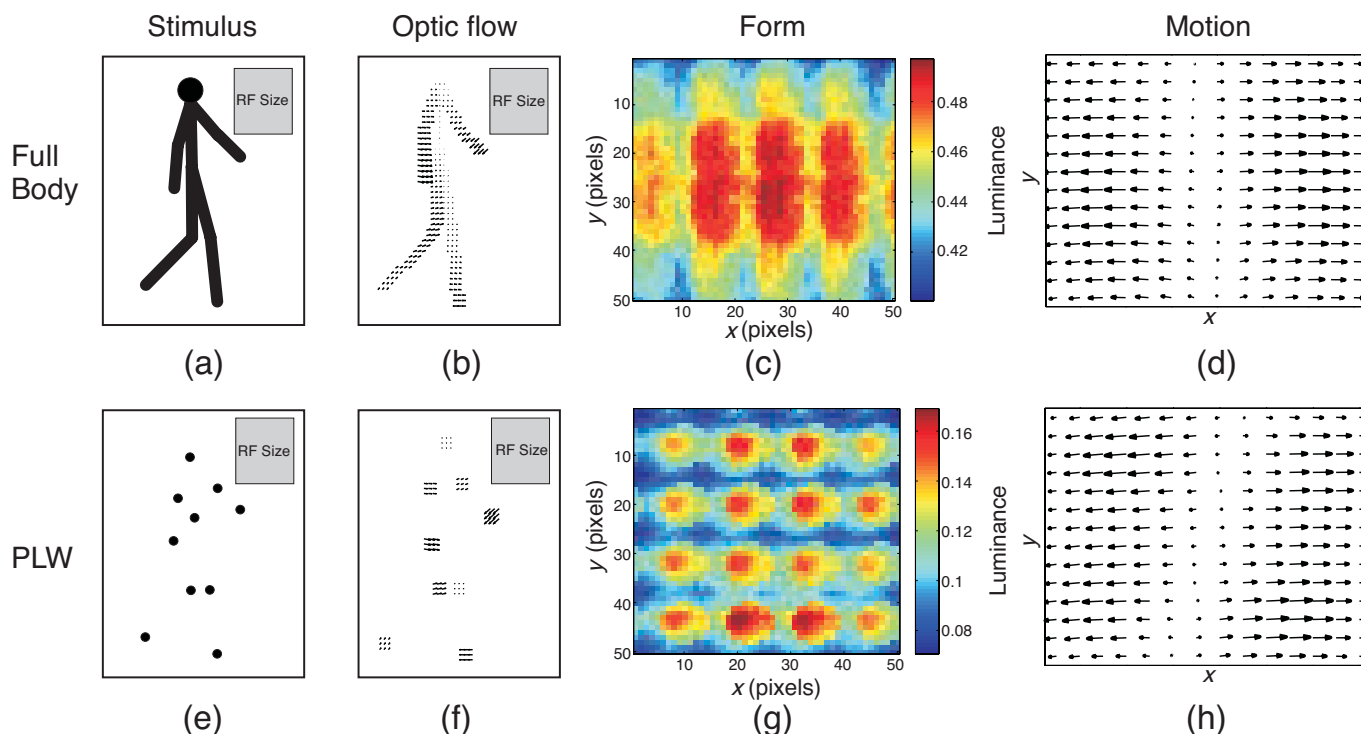 Stimulus Optic flow Form Motion
Full
Body
RF Size
RF Size
10
20
30
40
50
y (pixels)
10 20 30 40 50
x (pixels)
0.48
0.46
0.44
0.42
Luminance
y
x
(a) (b) (c) (d)
PLW
RF Size
RF Size
10
20
30
40
50
y (pixels)
10 20 30 40 50
x (pixels)
0.16
0.14
0.12
0.1
0.08
Luminance
y
x
(e) (f) (g) (h)